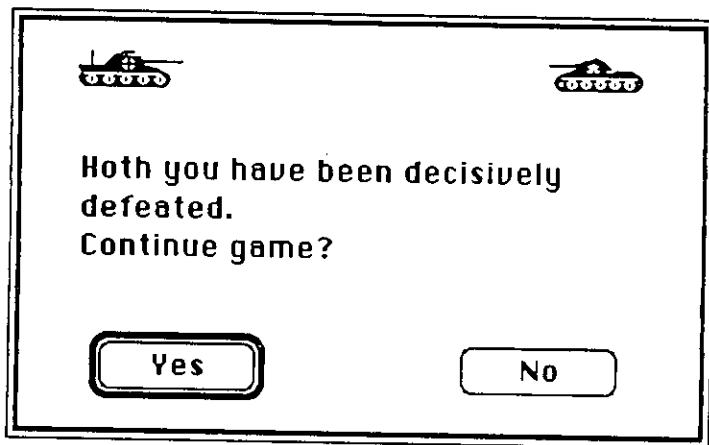 Hoth you have been decisively
defeated.
Continue game?
Yes
No